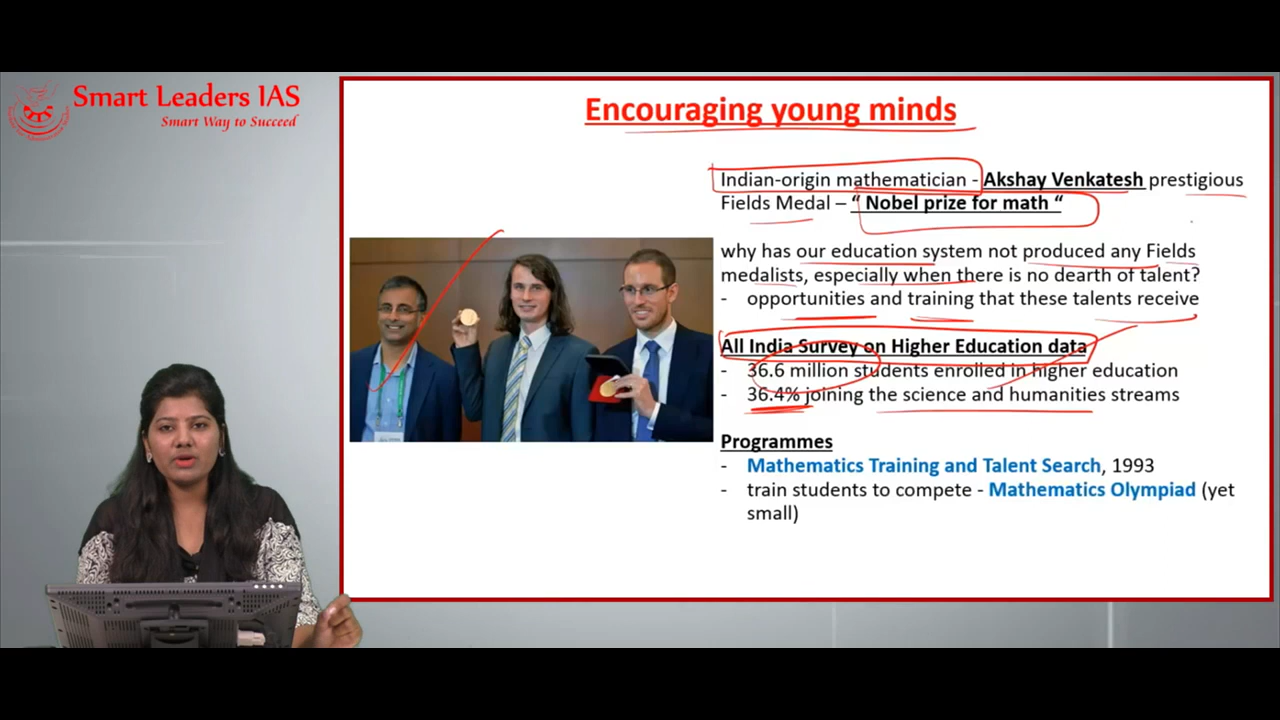 Smart Leaders IAS
Smart Way to Succeed
Encouraging young minds
Indian-origin mathematician - Akshay Venkatesh prestigious
Fields Medal – “ Nobel prize for math “
why has our education system not produced any Fields
medalists, especially when there is no dearth of talent?
- opportunities and training that these talents receive
All India Survey on Higher Education data
- 36.6 million students enrolled in higher education
- 36.4% joining the science and humanities streams
Programmes
- Mathematics Training and Talent Search, 1993
- train students to compete - Mathematics Olympiad (yet
small)